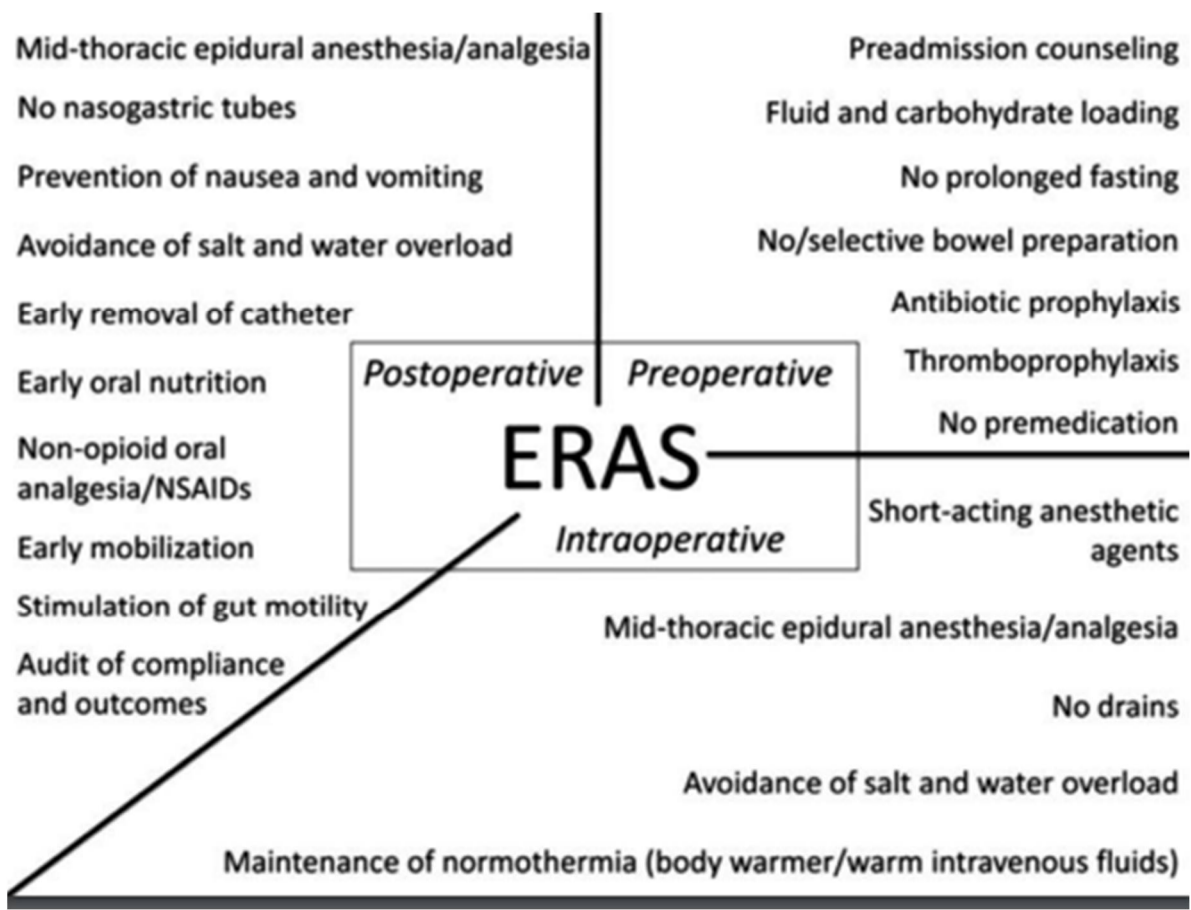 Mid-thoracic epidural anesthesia/analgesia
No nasogastric tubes
Prevention of nausea and vomiting
Avoidance of salt and water overload
Early removal of catheter
Early oral nutrition
Non-opioid oral
analgesia/NSAIDs
Early mobilization
Stimulation of gut motility
Audit of compliance
and outcomes
Preadmission counseling
Fluid and carbohydrate loading
No prolonged fasting
No/selective bowel preparation
Antibiotic prophylaxis
Thromboprophylaxis
No premedication
Postoperative
Preoperative
ERAS
Intraoperative
Short-acting anesthetic
agents
Mid-thoracic epidural anesthesia/analgesia
No drains
Avoidance of salt and water overload
Maintenance of normothermia (body warmer/warm intravenous fluids)